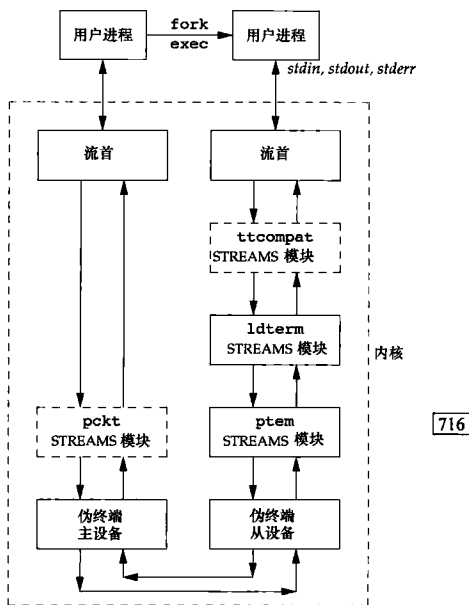 用户进程
fork
exec
用户进程
stdin, stdout, stderr
流首
流首
ttcompat
STREAMS 模块
ldterm
STREAMS 模块
内核
pckt
STREAMS 模块
ptem
STREAMS 模块
716
伪终端
主设备
伪终端
从设备